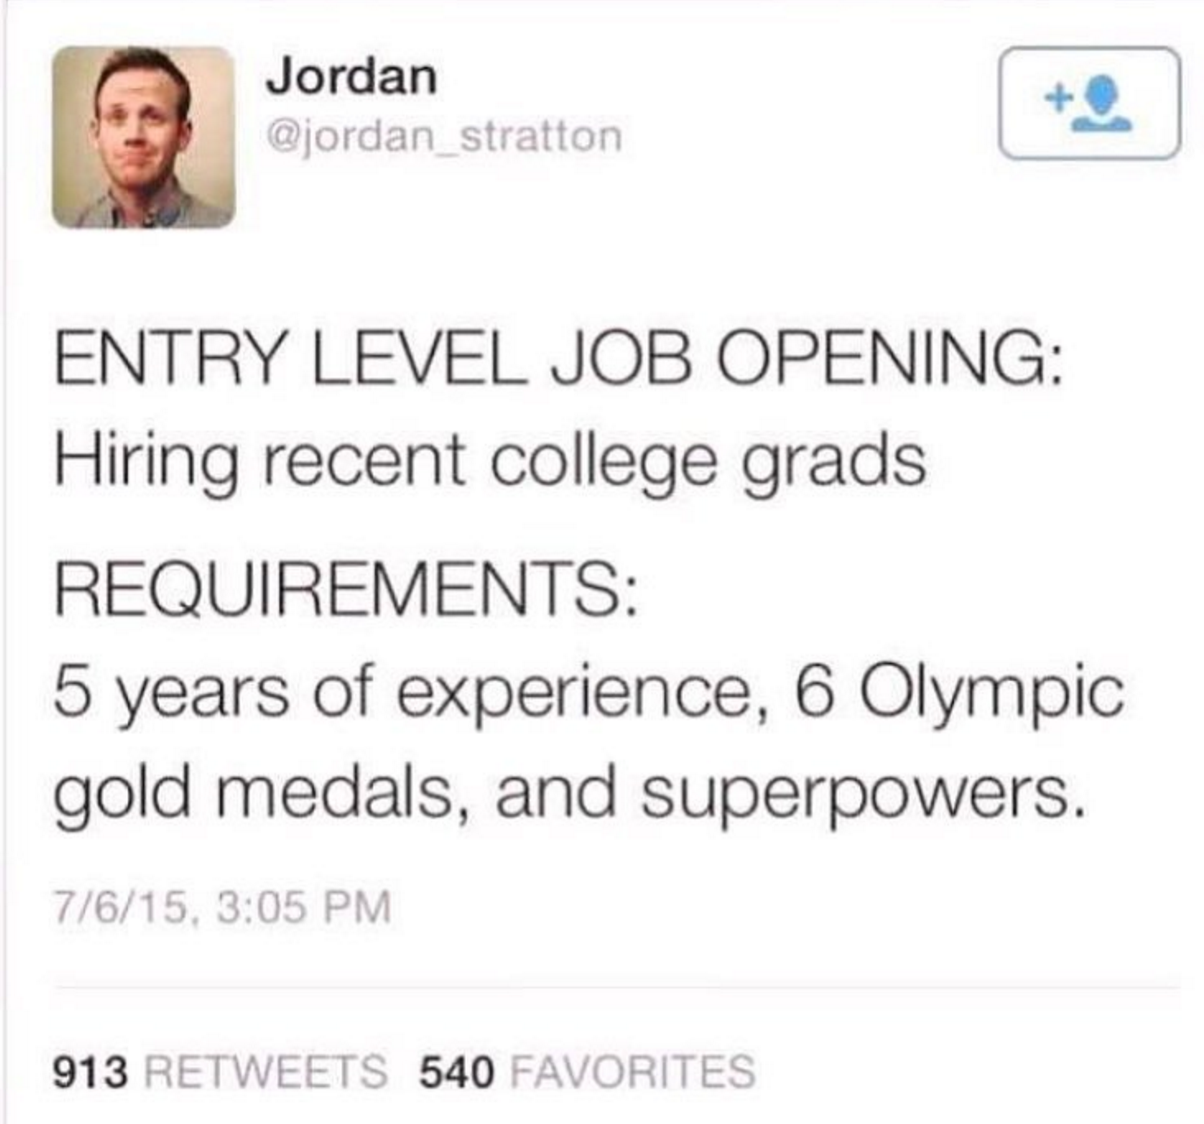 Jordan
@jordan_stratton
ENTRY LEVEL JOB OPENING:
Hiring recent college grads
REQUIREMENTS:
5 years of experience, 6 Olympic
gold medals, and superpowers.
7/6/15, 3:05 PM
913 RETWEETS 540 FAVORITES